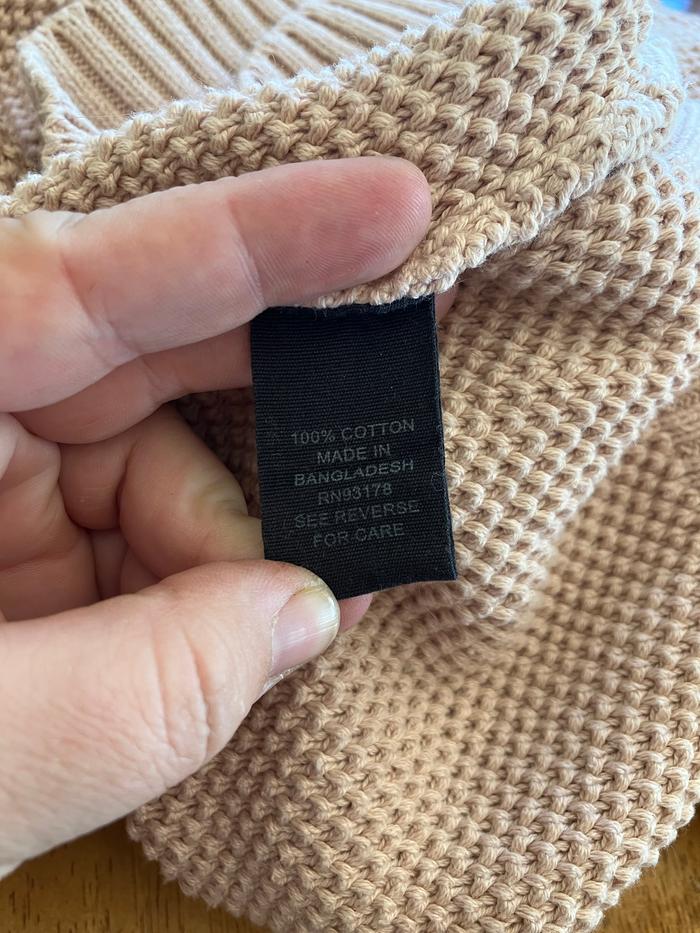 100% COTTON
MADE IN
BANGLADESH
RN93178
SEE REVERSE
FOR CARE